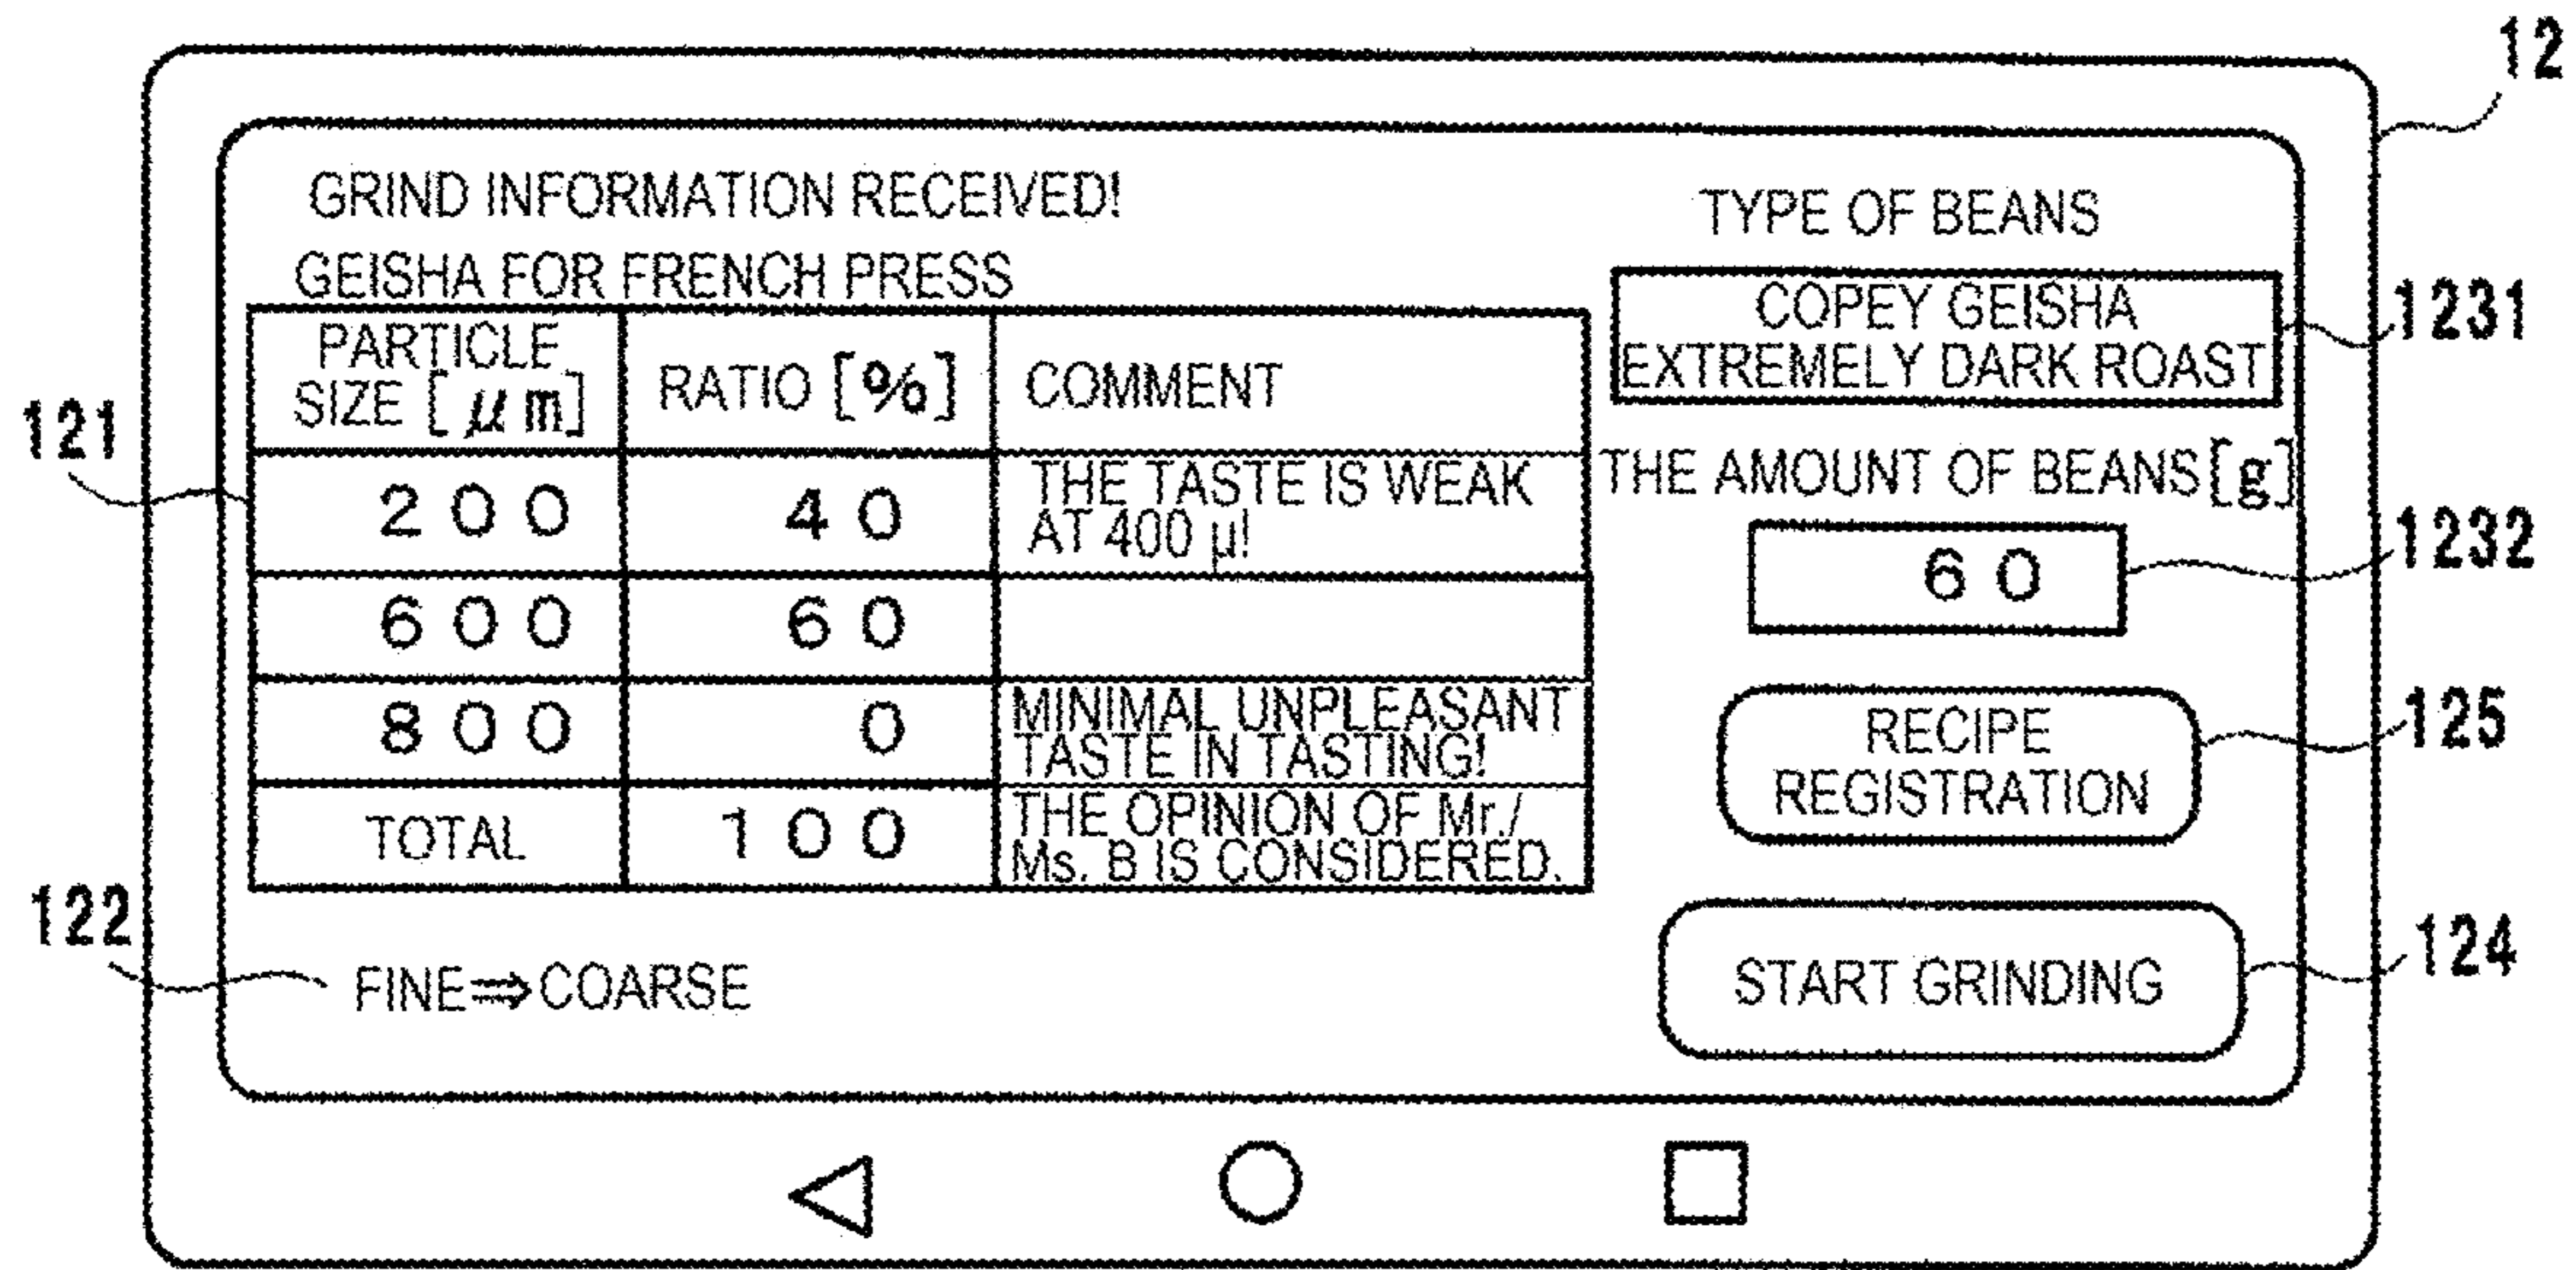 12
GRIND INFORMATION RECEIVED!
GEISHA FOR FRENCH PRESS
PARTICLE
SIZE [μm]
RATIO [%]
COMMENT
200
40
THE TASTE IS WEAK
AT 400 μ!
600
60
800
0
MINIMAL UNPLEASANT
TASTE IN TASTING!
TOTAL
100
THE OPINION OF Mr./
Ms. B IS CONSIDERED.
121
122
FINE⇒COARSE
TYPE OF BEANS
COPEY GEISHA
EXTREMELY DARK ROAST
1231
THE AMOUNT OF BEANS[g]
60
1232
RECIPE
REGISTRATION
125
START GRINDING
124